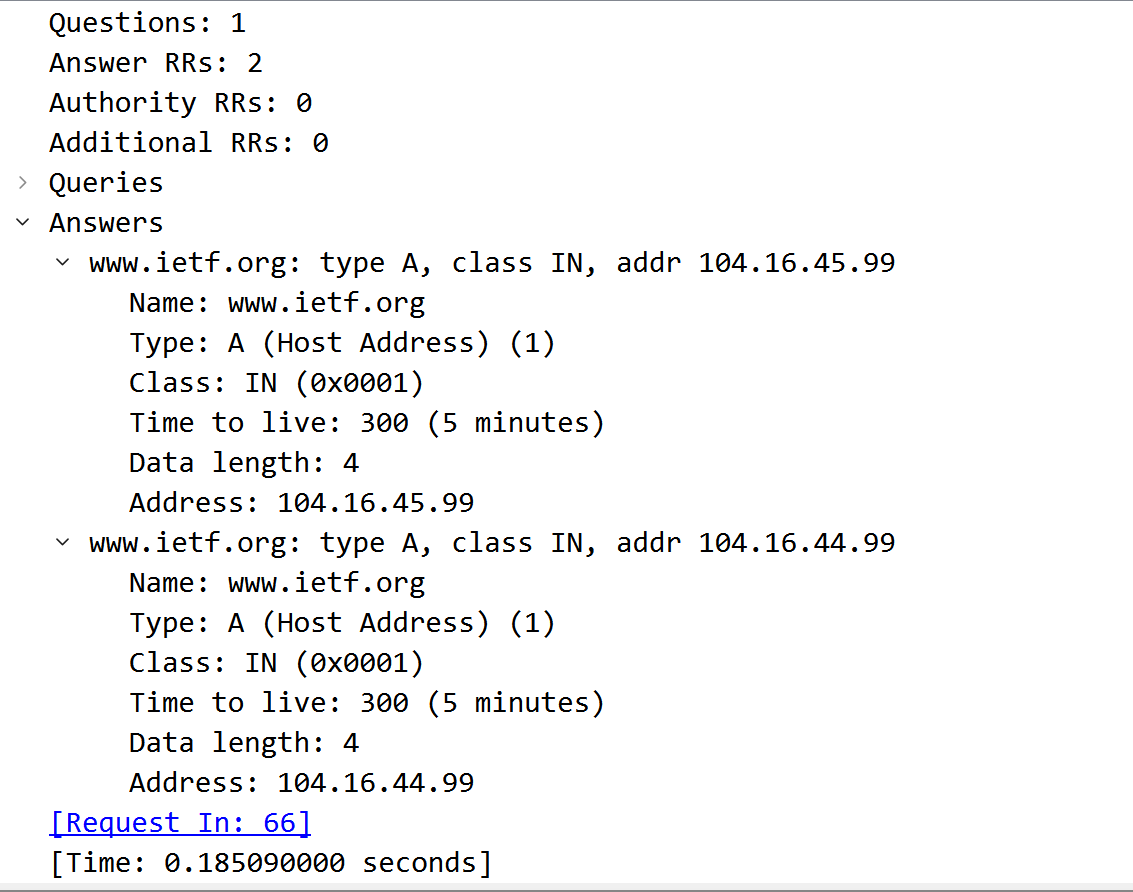 Questions: 1
Answer RRs: 2
Authority RRs: 0
Additional RRs: 0
Queries
Answers
www.ietf.org: type A, class IN, addr 104.16.45.99
Name: www.ietf.org
Type: A (Host Address) (1)
Class: IN (0x0001)
Time to live: 300 (5 minutes)
Data length: 4
Address: 104.16.45.99
www.ietf.org: type A, class IN, addr 104.16.44.99
Name: www.ietf.org
Type: A (Host Address) (1)
Class: IN (0x0001)
Time to live: 300 (5 minutes)
Data length: 4
Address: 104.16.44.99
[Request In: 66]
[Time: 0.185090000 seconds]